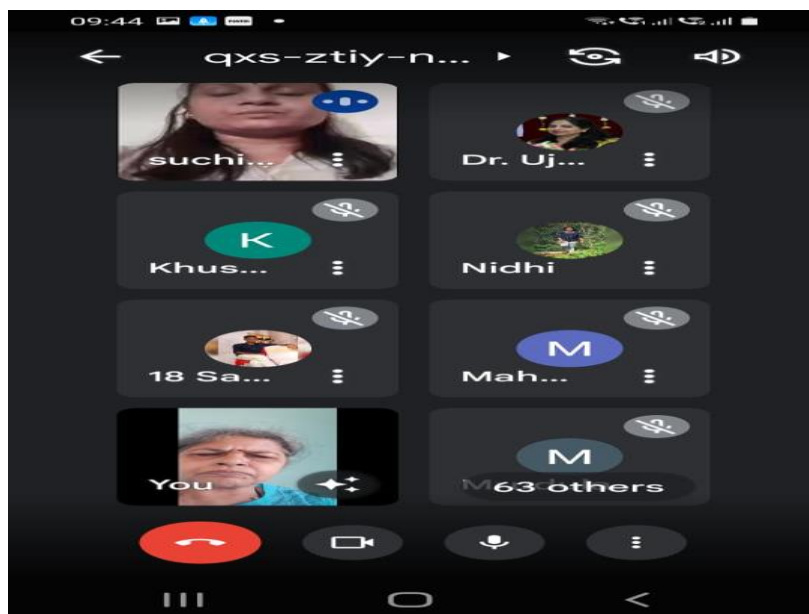 09:44
qxs-ztiy-n...
suchi...
Dr. Uj...
K
Khus...
Nidhi
18 Sa...
M
Mah...
You
M
63 others